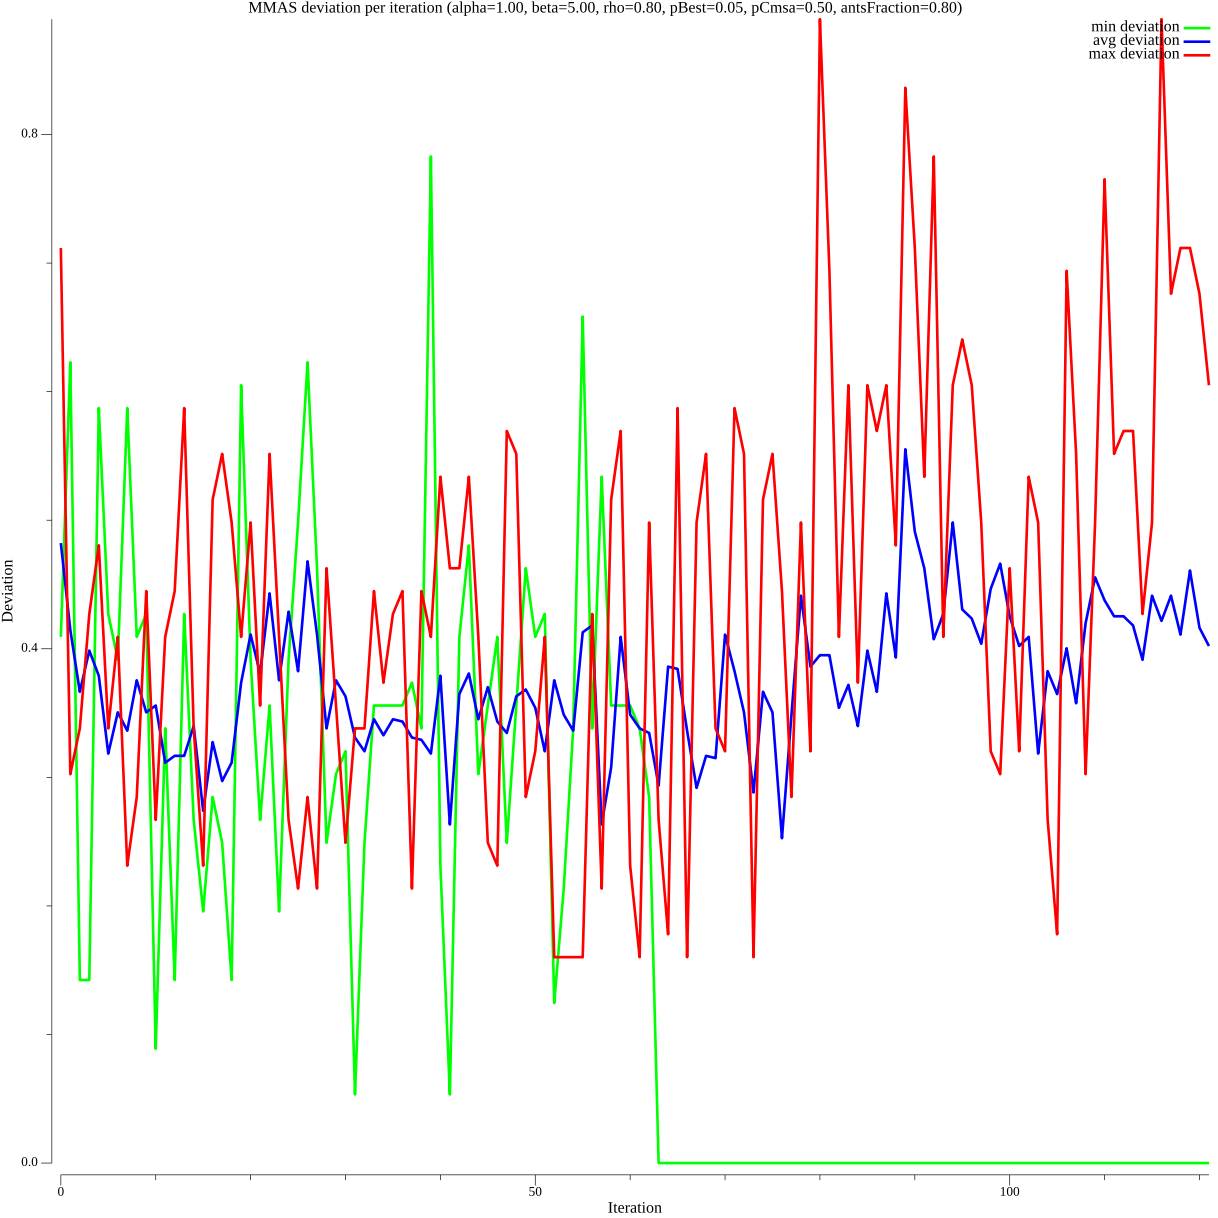 MMAS deviation per iteration (alpha=1.00, beta=5.00, rho=0.80, pBest=0.05, pCmsa=0.50, antsFraction=0.80)
min deviation
avg deviation
max deviation
0.8
0.4
0.0
Deviation
0
50
100
Iteration